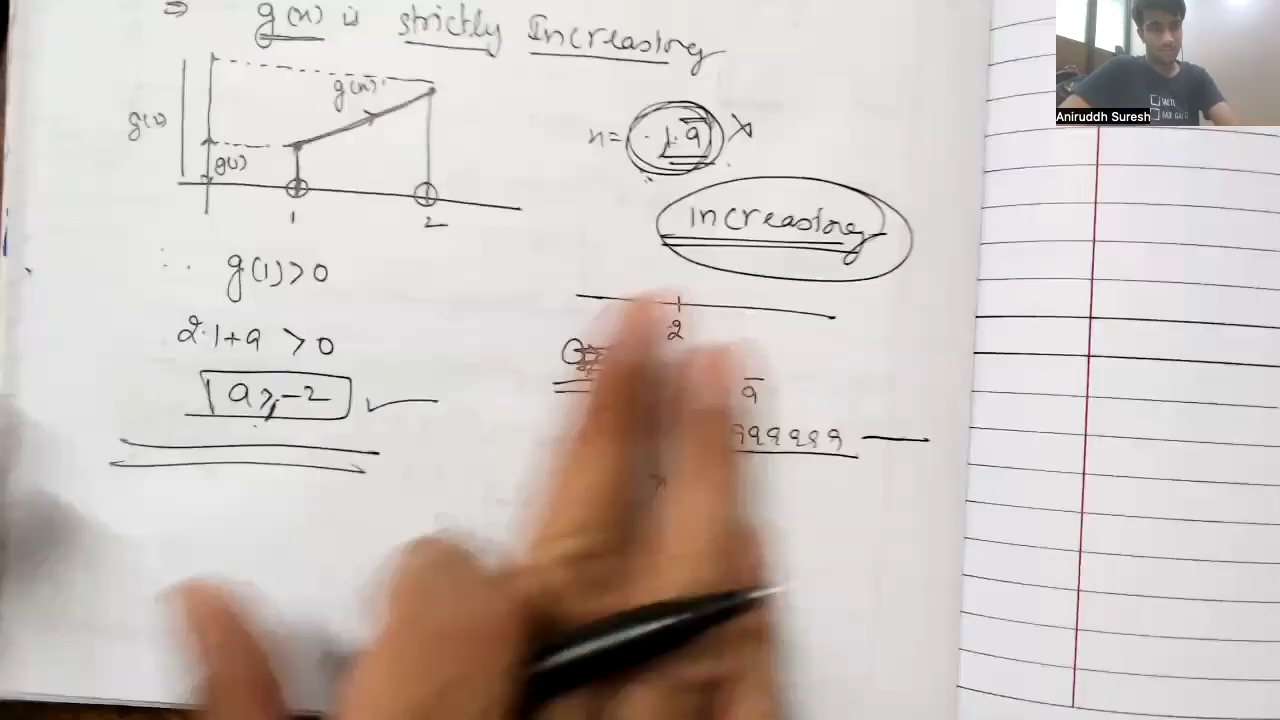 ⇒ g(x) is strictly Increasing
g(x)
g(2)
g(1)
1
2
∴ g(1) > 0
2·1+a > 0
a ≥ -2
x = 1.9̄
increasing
2
9̄
999999
Aniruddh Suresh